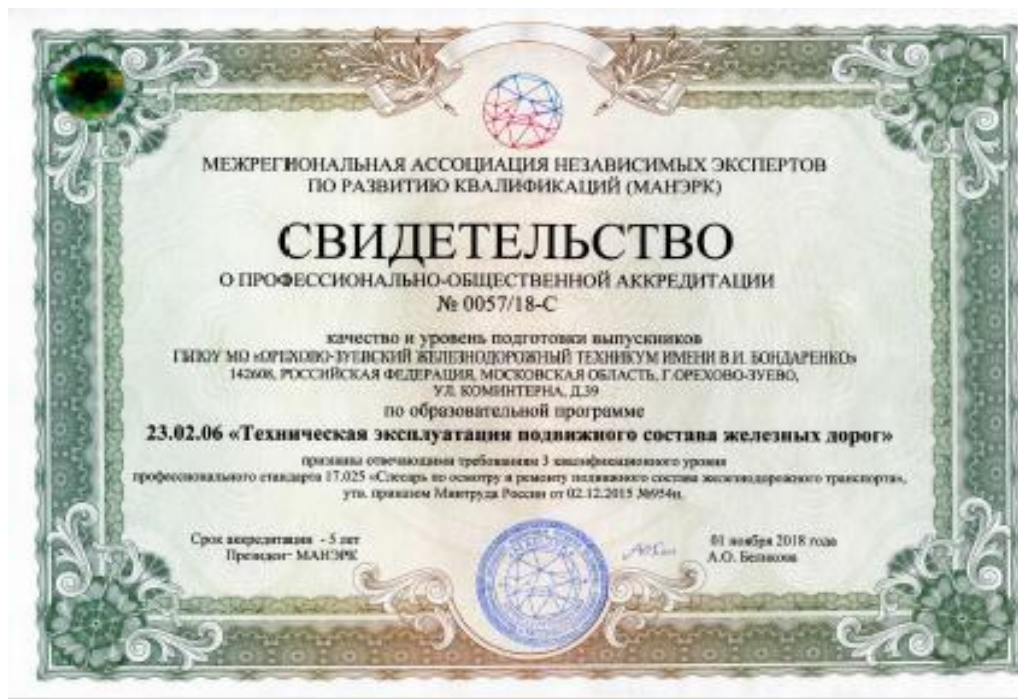 МЕЖРЕГИОНАЛЬНАЯ АССОЦИАЦИЯ НЕЗАВИСИМЫХ ЭКСПЕРТОВ
ПО РАЗВИТИЮ КВАЛИФИКАЦИЙ (МАНЭРК)
СВИДЕТЕЛЬСТВО
О ПРОФЕССИОНАЛЬНО-ОБЩЕСТВЕННОЙ АККРЕДИТАЦИИ
№ 0057/18-С
качество и уровень подготовки выпускников
ГБПОУ МО «ОРЕХОВО-ЗУЕВСКИЙ ЖЕЛЕЗНОДОРОЖНЫЙ ТЕХНИКУМ ИМЕНИ В.И. БОНДАРЕНКО»
142608, РОССИЙСКАЯ ФЕДЕРАЦИЯ, МОСКОВСКАЯ ОБЛАСТЬ, Г.ОРЕХОВО-ЗУЕВО,
УЛ. КОМИНТЕРНА, Д.39
по образовательной программе
23.02.06 «Техническая эксплуатация подвижного состава железных дорог»
признаны отвечающими требованиям 3 квалификационного уровня
профессионального стандарта 17.025 «Слесарь по осмотру и ремонту подвижного состава железнодорожного транспорта»,
утв. приказом Минтруда России от 02.12.2015 №954н.
Срок аккредитации - 5 лет
Президент МАНЭРК
01 ноября 2018 года
А.О. Беликова